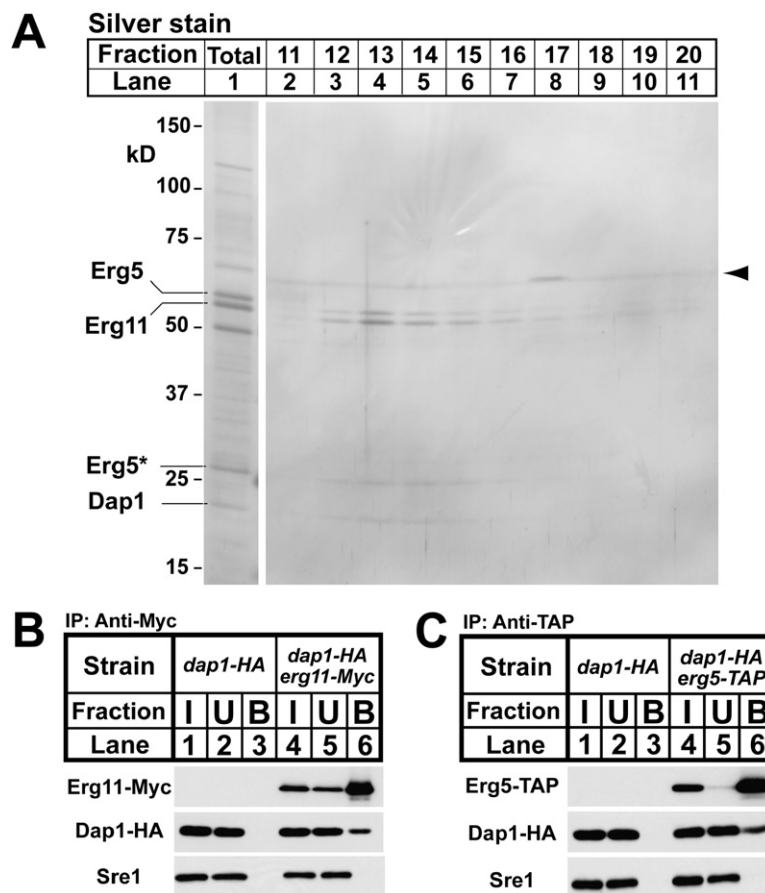 A
Silver stain
Fraction Total 11 12 13 14 15 16 17 18 19 20
Lane 1 2 3 4 5 6 7 8 9 10 11
150
kD
100
75
Erg5
Erg11
50
37
Erg5*
25
Dap1
15
B
IP: Anti-Myc
Strain dap1-HA dap1-HA
erg11-Myc
Fraction I U B I U B
Lane 1 2 3 4 5 6
Erg11-Myc
Dap1-HA
Sre1
C
IP: Anti-TAP
Strain dap1-HA dap1-HA
erg5-TAP
Fraction I U B I U B
Lane 1 2 3 4 5 6
Erg5-TAP
Dap1-HA
Sre1